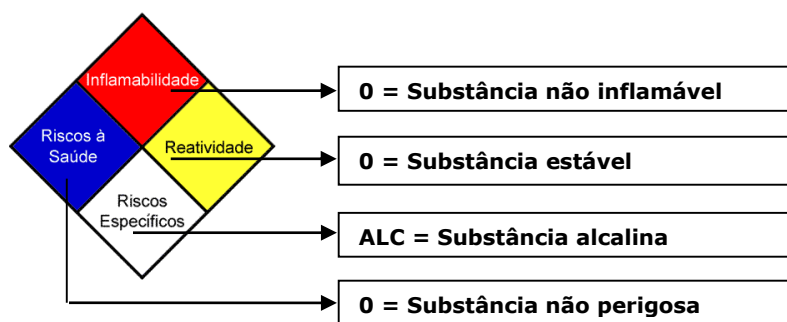 Inflamabilidade
0 = Substância não inflamável
Riscos à
Saúde
Reatividade
0 = Substância estável
Riscos
Específicos
ALC = Substância alcalina
0 = Substância não perigosa